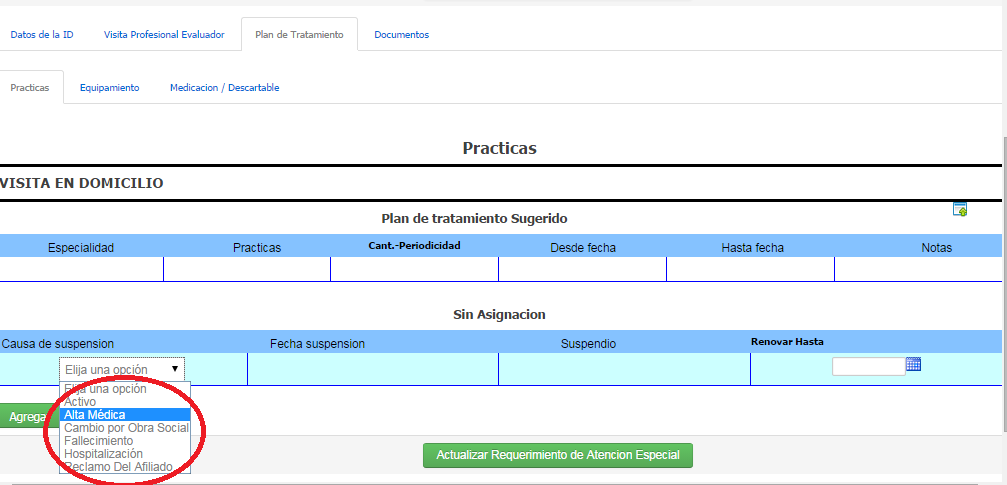 Datos de la ID Visita Profesional Evaluador Plan de Tratamiento Documentos
Practicas Equipamiento Medicacion / Descartable
Practicas
VISITA EN DOMICILIO
Plan de tratamiento Sugerido
Especialidad Practicas Cant.-Periodicidad Desde fecha Hasta fecha Notas
Sin Asignacion
Causa de suspension Fecha suspension Suspendio Renovar Hasta
Elija una opción
Elija una opción
Activo
Alta Médica
Cambio por Obra Social
Fallecimiento
Hospitalización
Reclamo Del Afiliado
Agrega
Actualizar Requerimiento de Atencion Especial